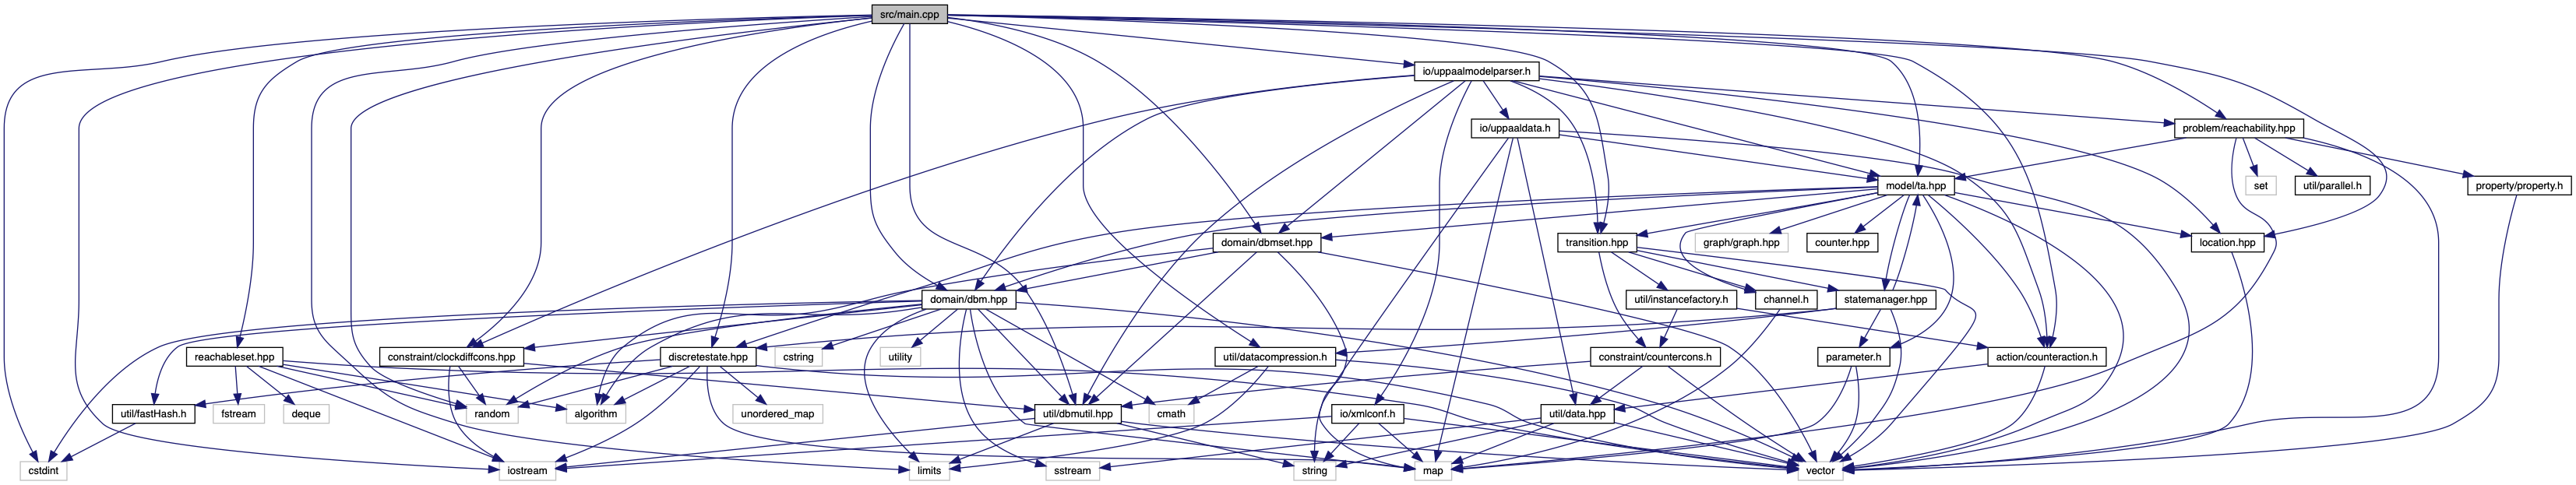 src/main.cpp
io/uppaalmodelparser.h
io/uppaaldata.h
problem/reachability.hpp
model/ta.hpp
set
util/parallel.h
property/property.h
domain/dbmset.hpp
transition.hpp
graph/graph.hpp
counter.hpp
location.hpp
domain/dbm.hpp
util/instancefactory.h
channel.h
statemanager.hpp
reachableset.hpp
constraint/clockdiffcons.hpp
discretestate.hpp
cstring
utility
util/datacompression.h
constraint/countercons.h
parameter.h
action/counteraction.h
util/fastHash.h
fstream
deque
random
algorithm
unordered_map
util/dbmutil.hpp
cmath
io/xmlconf.h
util/data.hpp
cstdint
iostream
limits
sstream
string
map
vector